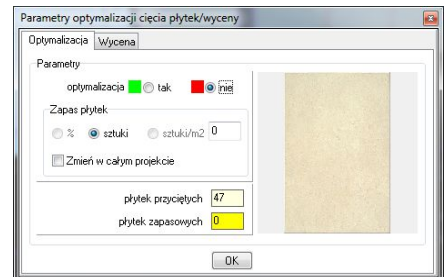 Parametry optymalizacji cięcia płytek/wyceny
Optymalizacja Wycena
Parametry
optymalizacja tak nie
Zapas płytek
% sztuki sztuki/m2 0
Zmień w całym projekcie
płytek przyciętych 47
płytek zapasowych 0
OK